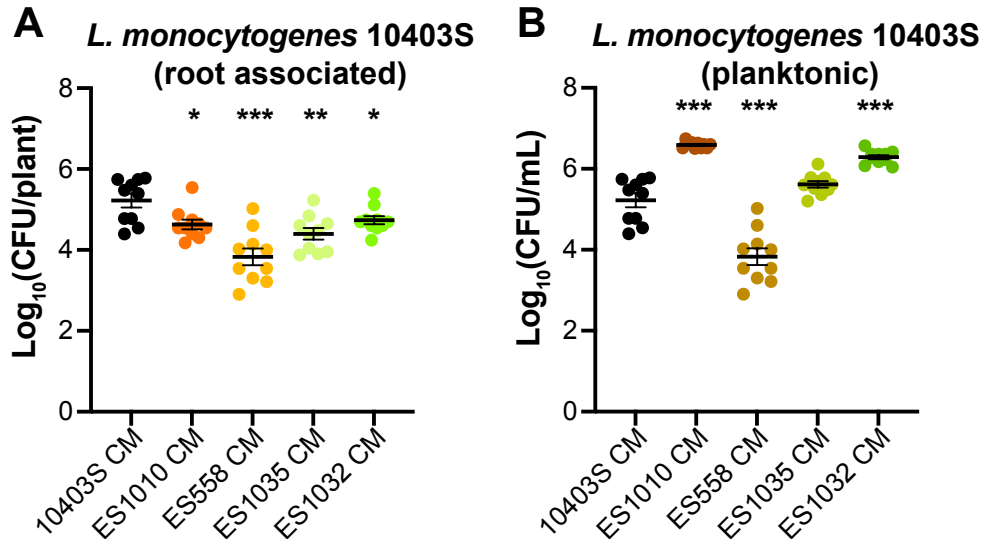 A
L. monocytogenes 10403S
(root associated)
Log10(CFU/plant)
8
6
4
2
0
* *** ** *
10403S CM
ES1010 CM
ES558 CM
ES1035 CM
ES1032 CM
B
L. monocytogenes 10403S
(planktonic)
Log10(CFU/mL)
8
6
4
2
0
*** *** ***
10403S CM
ES1010 CM
ES558 CM
ES1035 CM
ES1032 CM